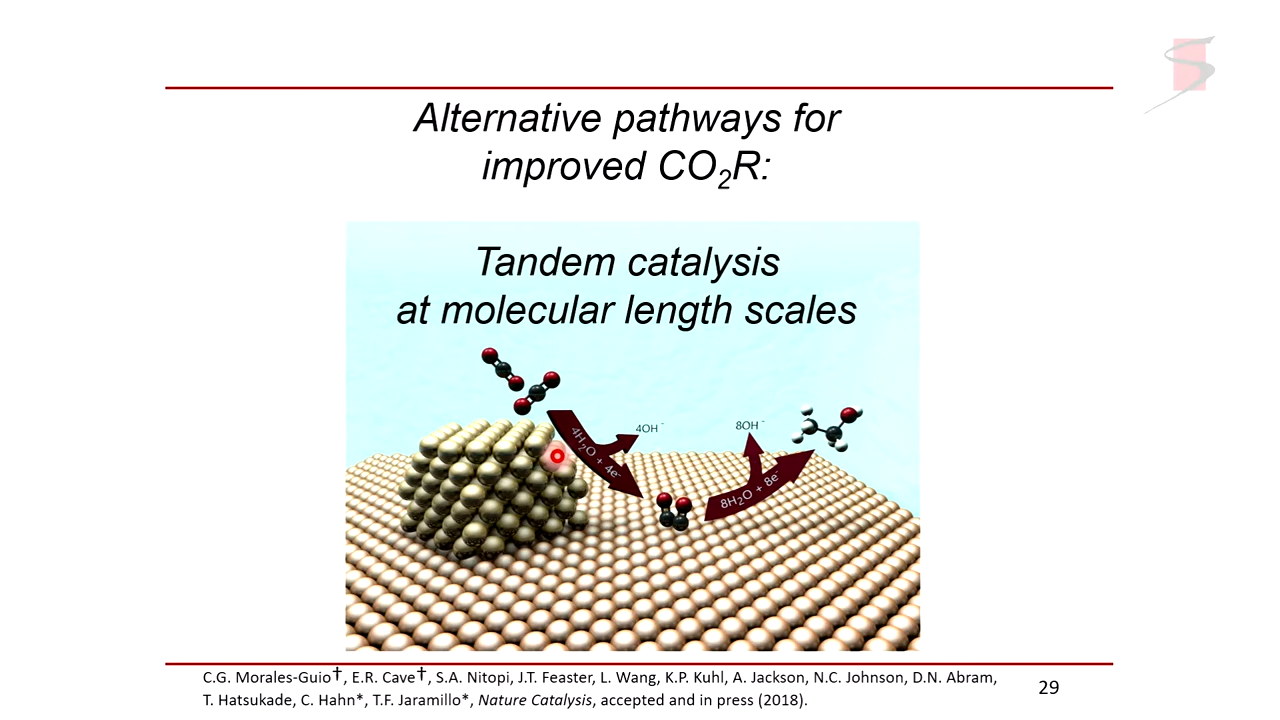 Alternative pathways for
improved CO₂R:
Tandem catalysis
at molecular length scales
4H₂O + 4e⁻
4OH⁻
8OH⁻
8H₂O + 8e⁻
C.G. Morales-Guio†, E.R. Cave†, S.A. Nitopi, J.T. Feaster, L. Wang, K.P. Kuhl, A. Jackson, N.C. Johnson, D.N. Abram,
T. Hatsukade, C. Hahn*, T.F. Jaramillo*, Nature Catalysis, accepted and in press (2018).
29